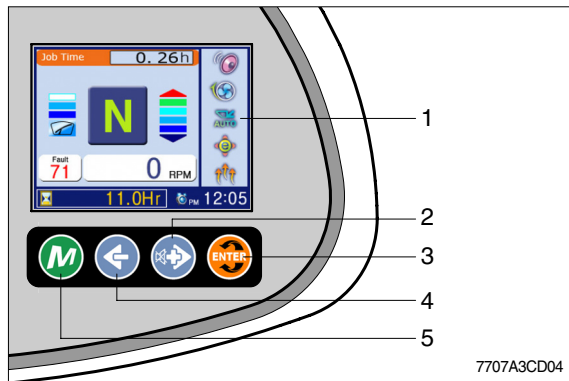 Job Time 0.26h
AUTO
N
e
Fault
71
0 RPM
11.0Hr PM 12:05
M
ENTER
1
2
3
4
5
7707A3CD04